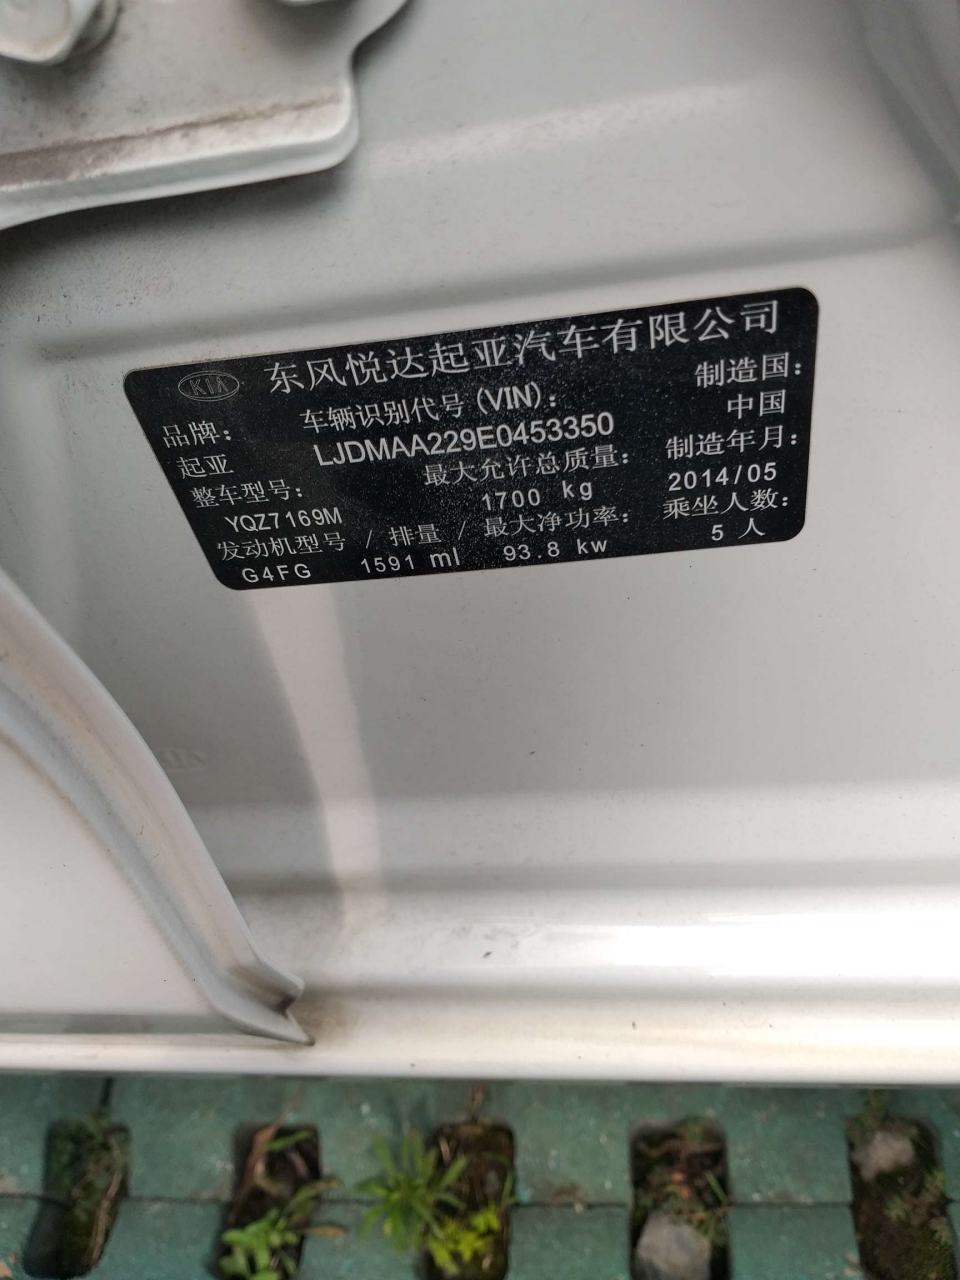 KIA 东风悦达起亚汽车有限公司
品牌： 车辆识别代号(VIN)： 制造国：
起亚 LJDMAA229E0453350 中国
整车型号： 最大允许总质量： 制造年月：
YQZ7169M 1700 kg 2014/05
发动机型号 / 排量 / 最大净功率： 乘坐人数：
G4FG 1591 ml 93.8 kw 5 人